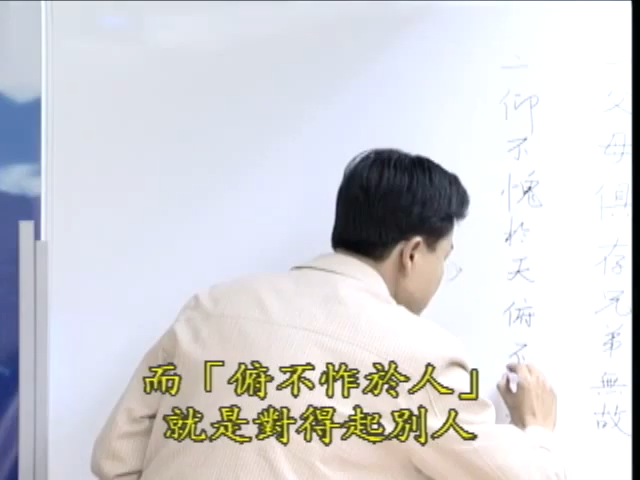 一 父母俱存兄弟無故
二 仰不愧於天俯不
而「俯不怍於人」
就是對得起別人